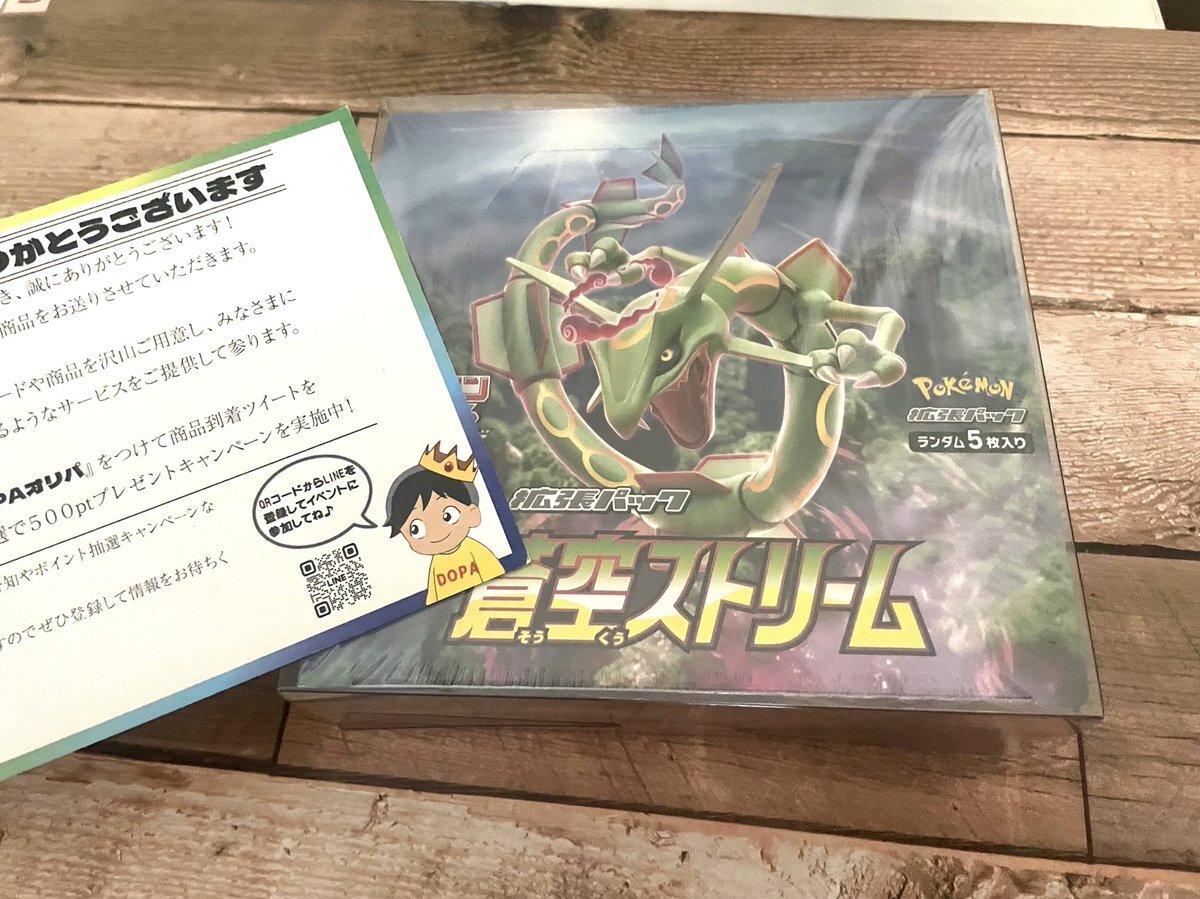 がとうございます
き、誠にありがとうございます！
商品をお送りさせていただきます。
ードや商品を沢山ご用意し、みなさまに
るようなサービスをご提供して参ります。
PAオリパ』をつけて商品到着ツイートを
選で500ptプレゼントキャンペーンを実施中！
知やポイント抽選キャンペーンな
すのでぜひ登録して情報をお待ちく
QRコードからLINEを
登録してイベントに
参加してね♪
LINE
DOPA
POKéMON
拡張パック
ランダム5枚入り
拡張パック
蒼空ストリーム
そう くう